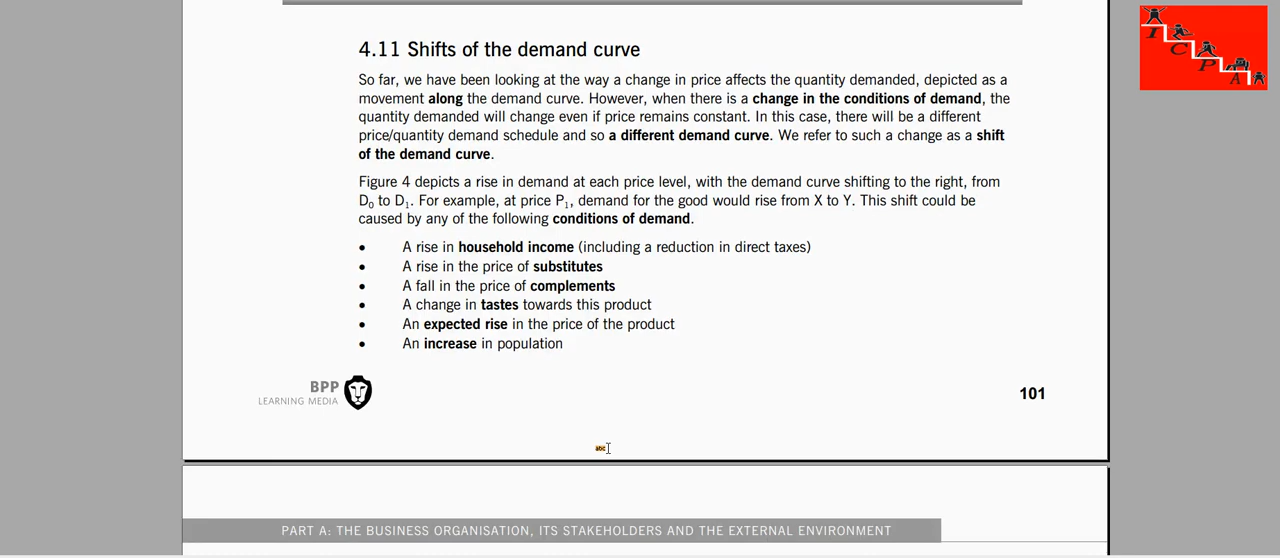 4.11 Shifts of the demand curve
So far, we have been looking at the way a change in price affects the quantity demanded, depicted as a
movement along the demand curve. However, when there is a change in the conditions of demand, the
quantity demanded will change even if price remains constant. In this case, there will be a different
price/quantity demand schedule and so a different demand curve. We refer to such a change as a shift
of the demand curve.
Figure 4 depicts a rise in demand at each price level, with the demand curve shifting to the right, from
D₀ to D₁. For example, at price P₁, demand for the good would rise from X to Y. This shift could be
caused by any of the following conditions of demand.
• A rise in household income (including a reduction in direct taxes)
• A rise in the price of substitutes
• A fall in the price of complements
• A change in tastes towards this product
• An expected rise in the price of the product
• An increase in population
BPP
LEARNING MEDIA
101
abc
PART A: THE BUSINESS ORGANISATION, ITS STAKEHOLDERS AND THE EXTERNAL ENVIRONMENT
I
C
P
A